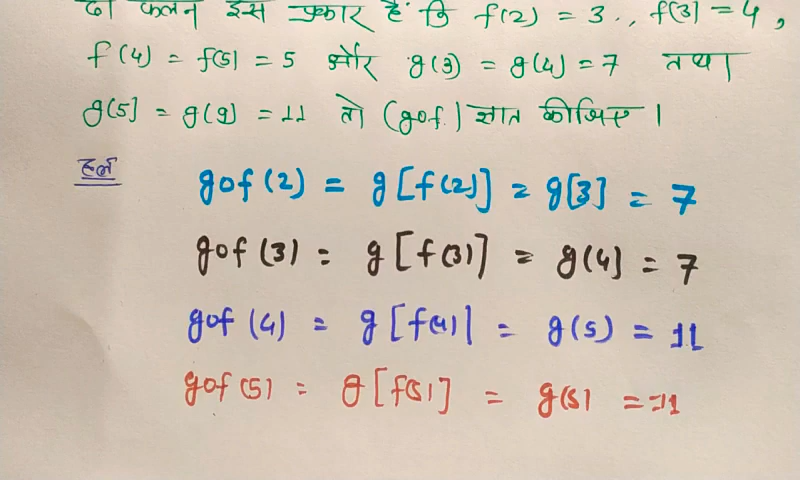 दो फलन इस प्रकार हैं कि f(2) = 3 ., f(3) = 4 ,
f(4) = f(5) = 5 और g(3) = g(4) = 7 तथा
g(5) = g(9) = 11 तो (gof) ज्ञात कीजिए ।
हल
gof (2) = g[f(2)] = g[3] = 7
gof (3) = g[f(3)] = g(4) = 7
gof (4) = g[f(4)] = g(5) = 11
gof (5) = g[f(5)] = g(5) = =11